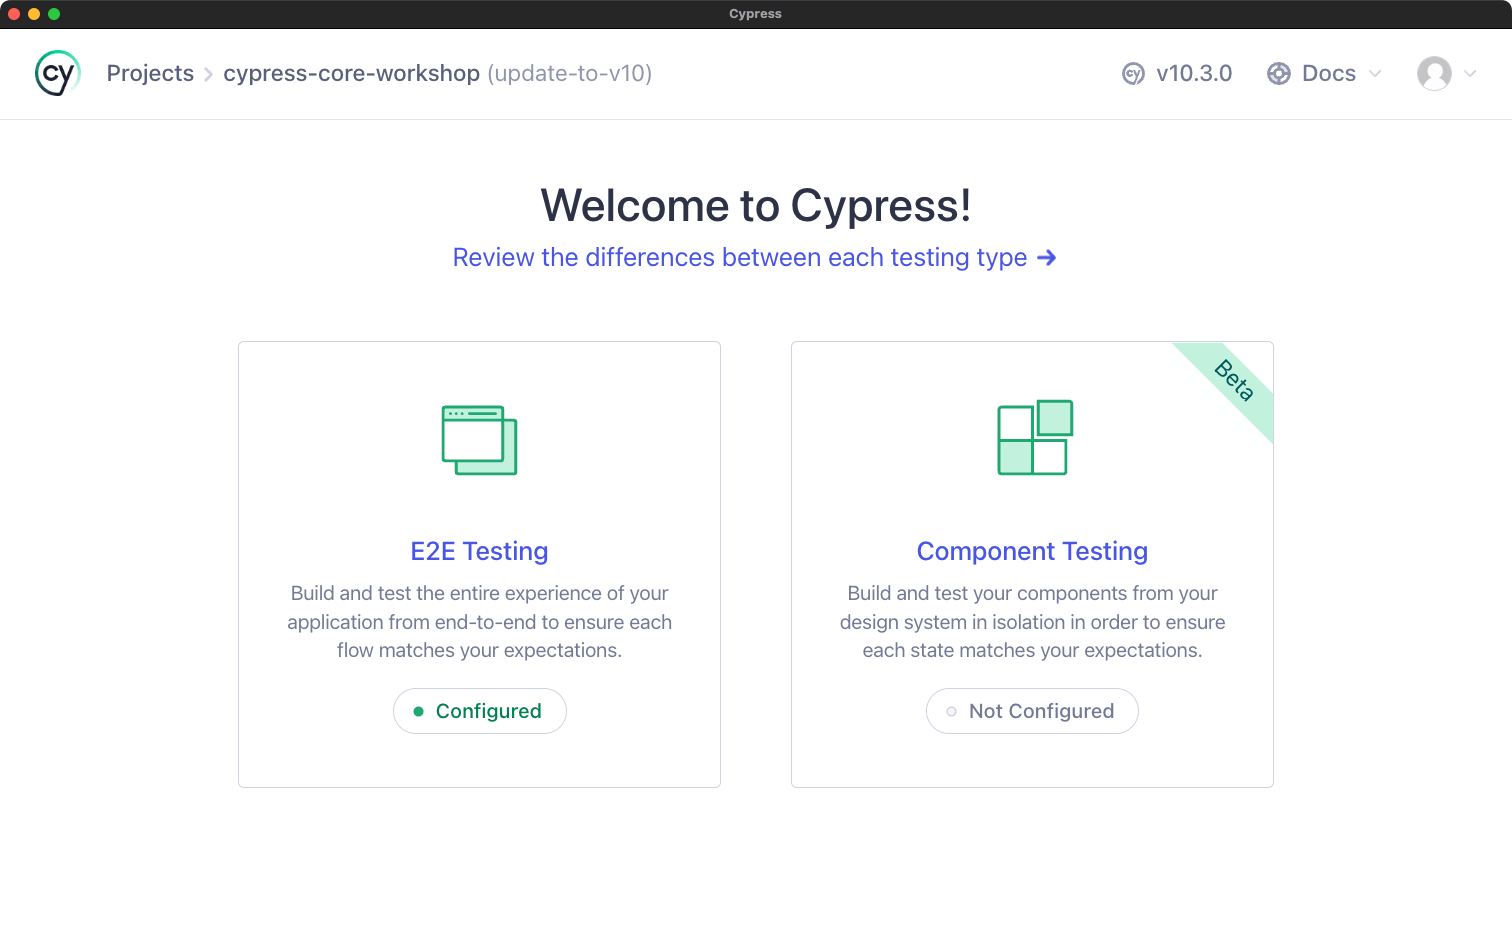 Cypress
cy Projects cypress-core-workshop (update-to-v10) cy v10.3.0 Docs
Welcome to Cypress!
Review the differences between each testing type →
Beta
E2E Testing
Build and test the entire experience of your
application from end-to-end to ensure each
flow matches your expectations.
Configured
Component Testing
Build and test your components from your
design system in isolation in order to ensure
each state matches your expectations.
Not Configured